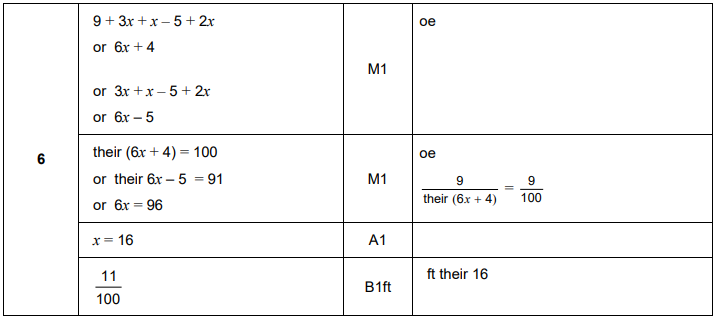 6
9 + 3x + x – 5 + 2x
or 6x + 4
or 3x + x – 5 + 2x
or 6x – 5
M1
oe
their (6x + 4) = 100
or their 6x – 5 = 91
or 6x = 96
M1
oe
9 / their (6x + 4) = 9 / 100
x = 16
A1
11 / 100
B1ft
ft their 16